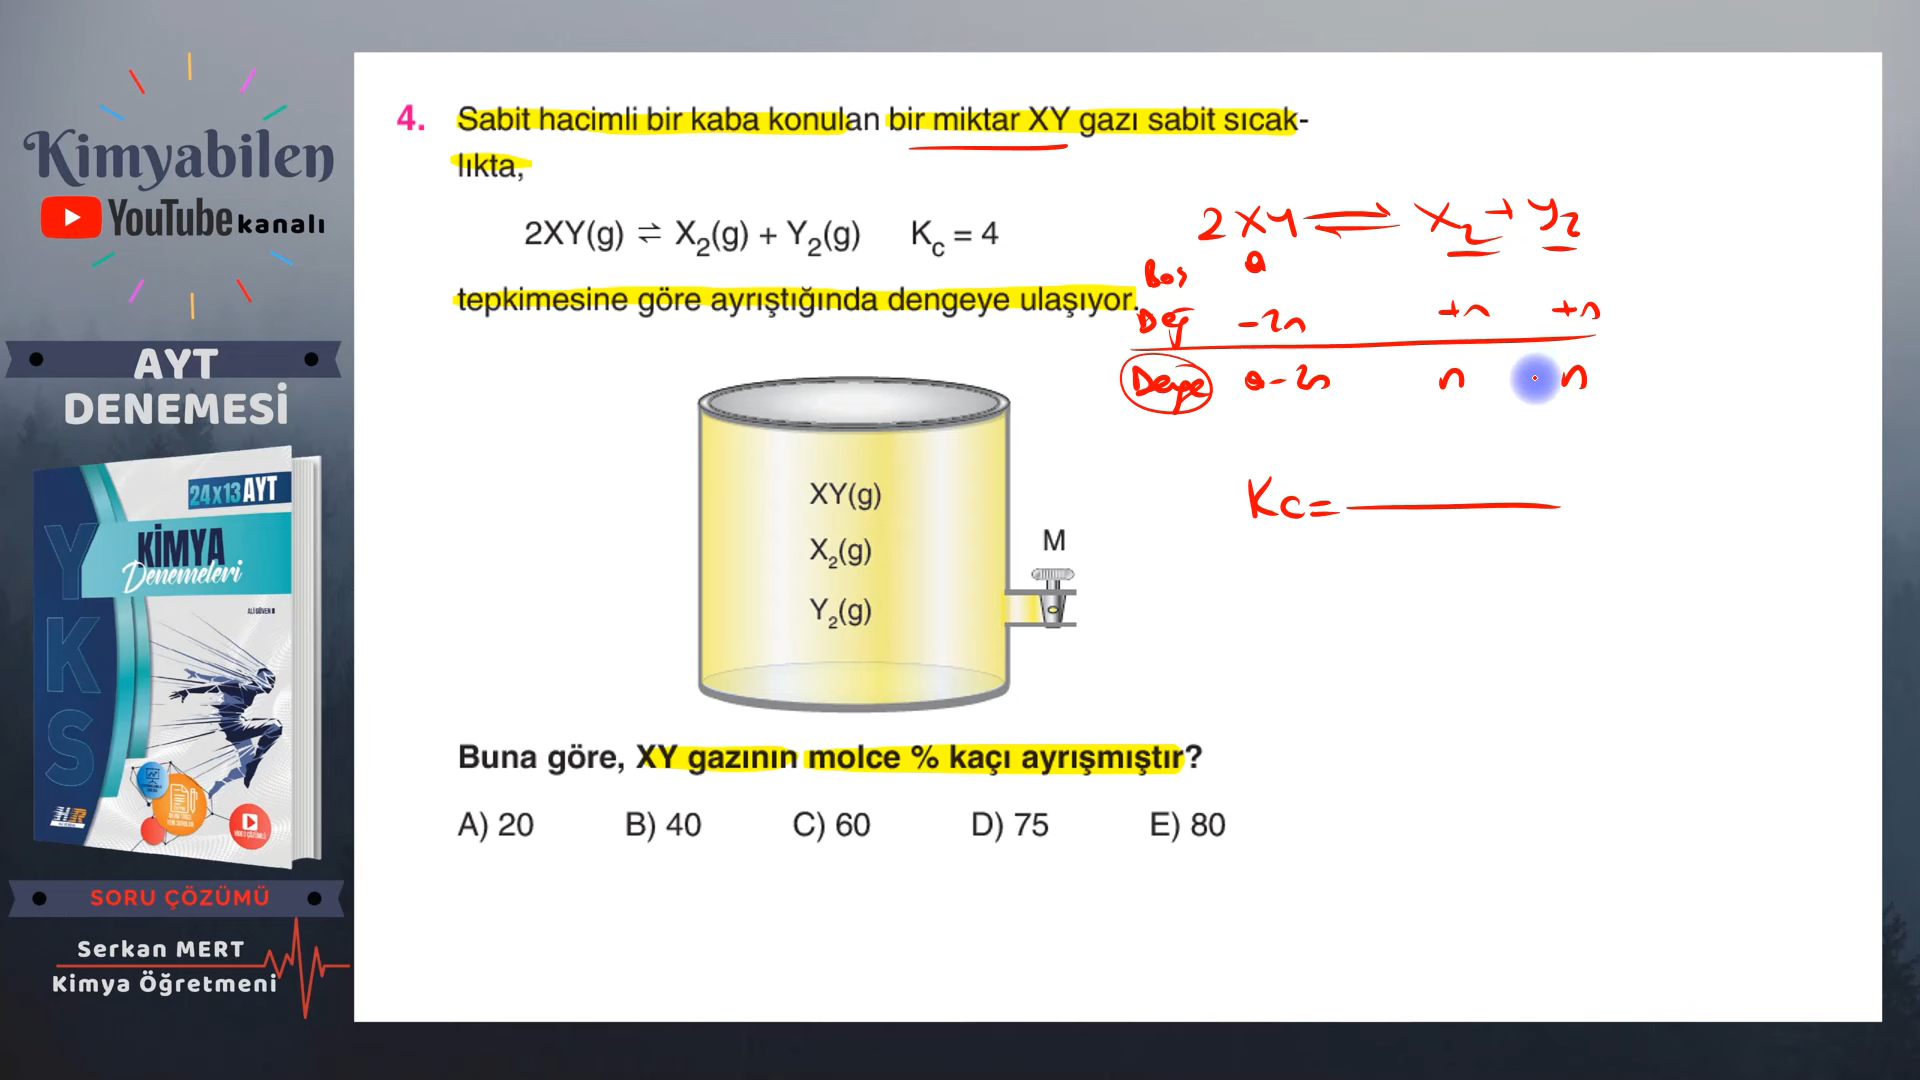 Kimyabilen
YouTube kanalı
AYT
DENEMESİ
24x13 AYT
KİMYA
Denemeleri
ALİ GÜVEN
YKS
SORU ÇÖZÜMÜ
Serkan MERT
Kimya Öğretmeni
4. Sabit hacimli bir kaba konulan bir miktar XY gazı sabit sıcak-
lıkta,
2XY(g) ⇌ X₂(g) + Y₂(g) K꜀ = 4
tepkimesine göre ayrıştığında dengeye ulaşıyor.
XY(g)
X₂(g)
Y₂(g)
M
Buna göre, XY gazının molce % kaçı ayrışmıştır?
A) 20 B) 40 C) 60 D) 75 E) 80
2XY ⇌ X₂ + Y₂
Baş a
Değ -2n +n +n
Denge a-2n n n
Kc=